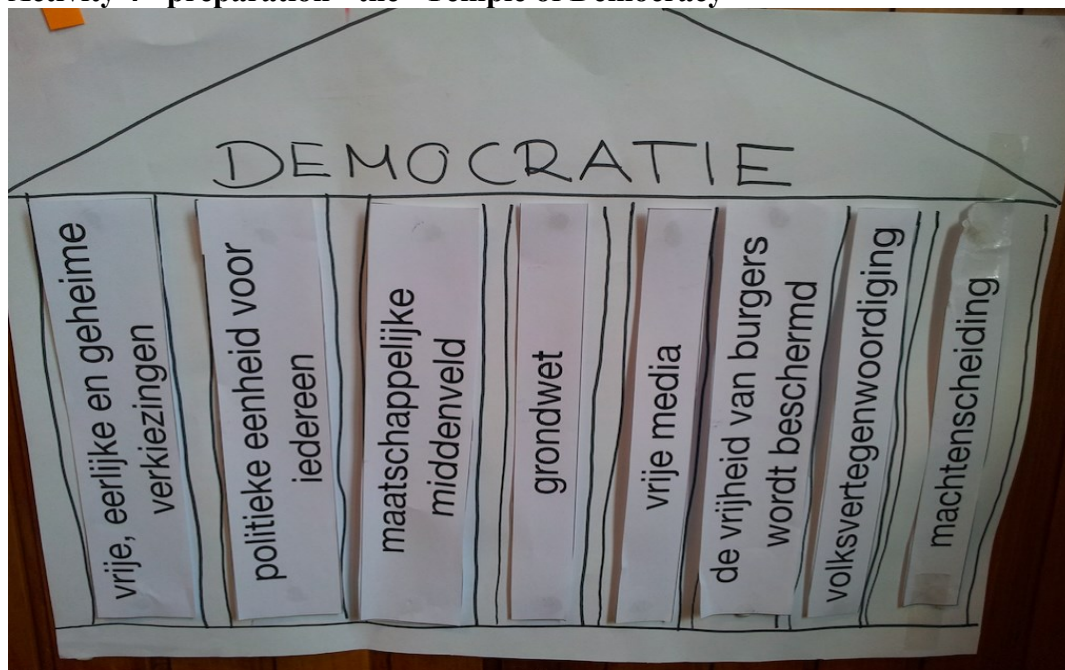 Activity 4 - preparation - the "Temple of Democracy"
DEMOCRATIE
vrije, eerlijke en geheime
verkiezingen
politieke eenheid voor
iedereen
maatschappelijke
middenveld
grondwet
vrije media
de vrijheid van burgers
wordt beschermd
volksvertegenwoordiging
machtenscheiding